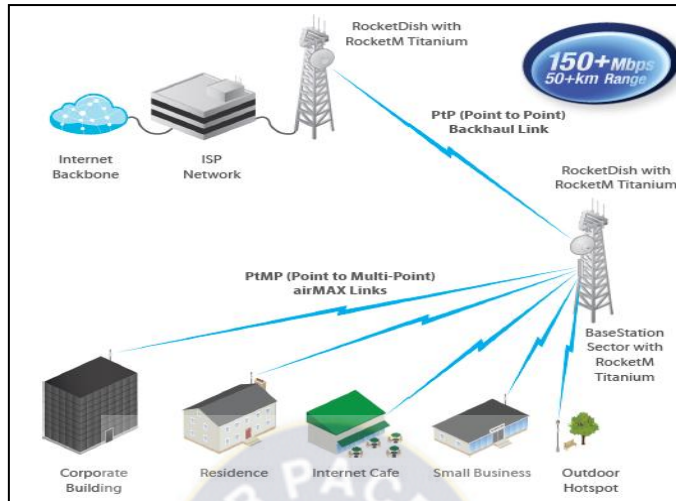 RocketDish with
RocketM Titanium
150+Mbps
50+km Range
PtP (Point to Point)
Backhaul Link
Internet
Backbone
ISP
Network
RocketDish with
RocketM Titanium
PtMP (Point to Multi-Point)
airMAX Links
BaseStation
Sector with
RocketM
Titanium
Corporate
Building
Residence
Internet Cafe
Small Business
Outdoor
Hotspot